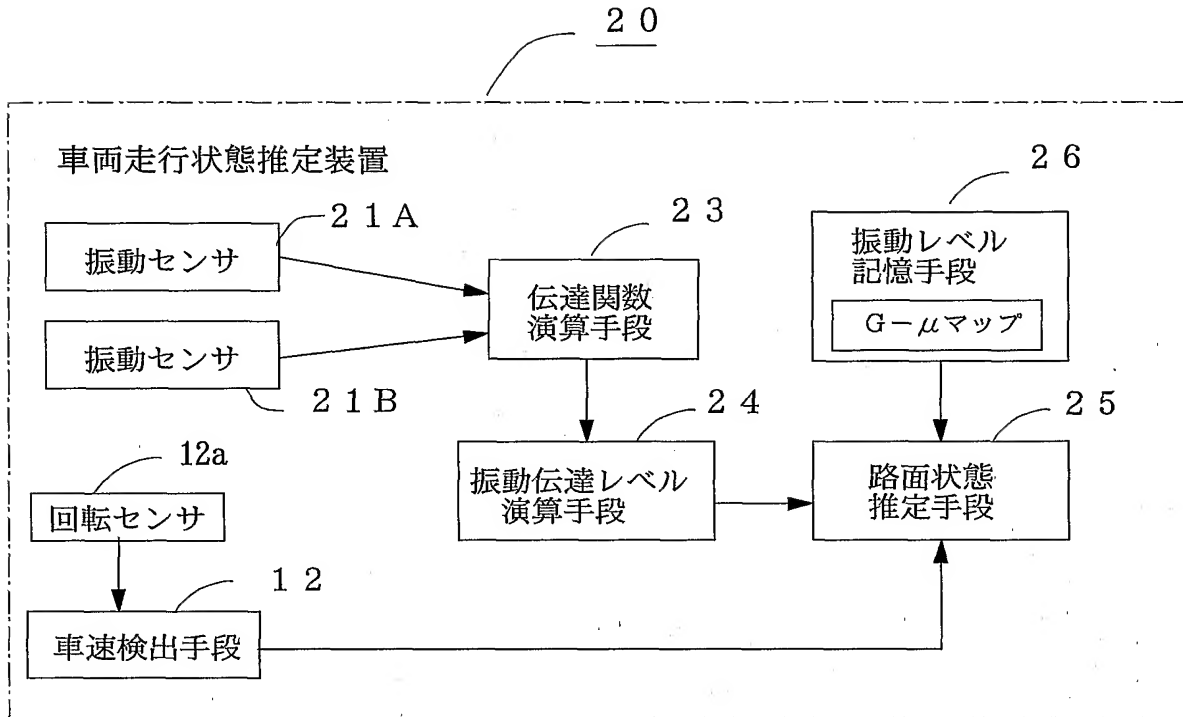 ２０
車両走行状態推定装置
２１A
振動センサ
振動センサ
２１B
２３
伝達関数
演算手段
２６
振動レベル
記憶手段
G－μマップ
２４
振動伝達レベル
演算手段
２５
路面状態
推定手段
12a
回転センサ
１２
車速検出手段